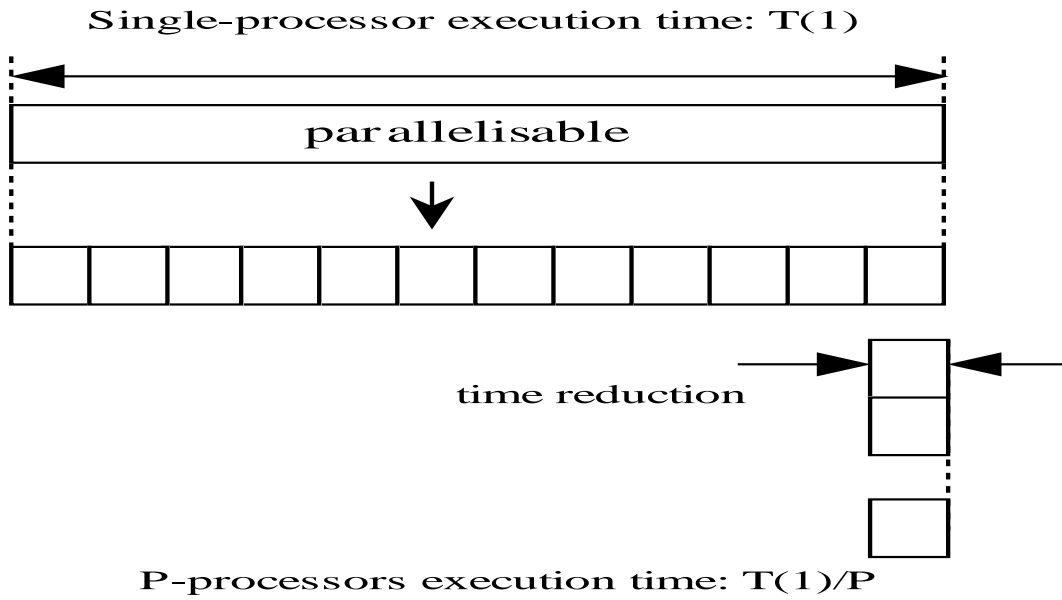 Single-processor execution time: T(1)
parallelisable
time reduction
P-processors execution time: T(1)/P